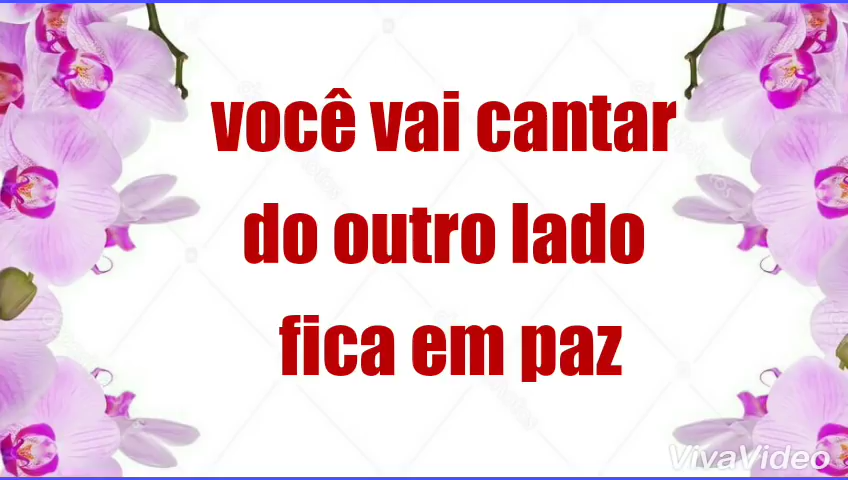 você vai cantar
do outro lado
fica em paz
VivaVideo